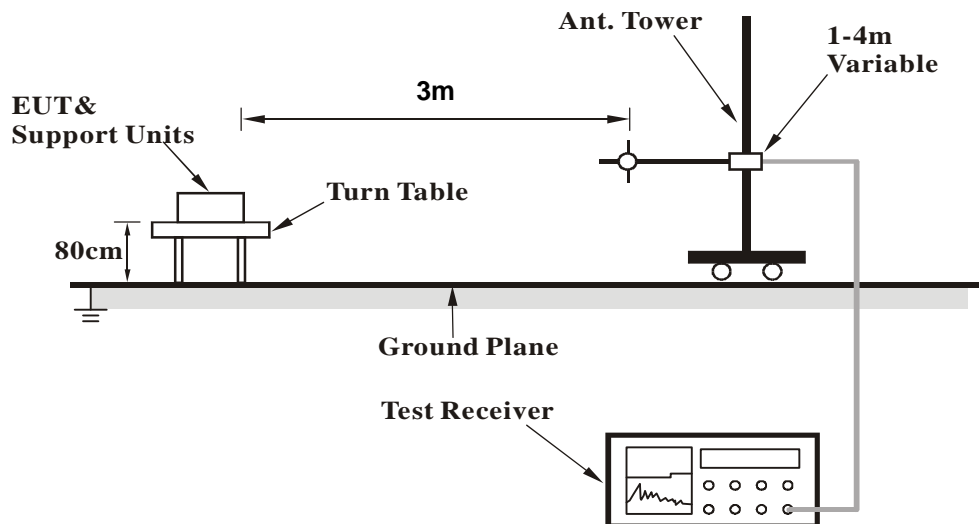 Ant. Tower
1-4m
Variable
3m
EUT&
Support Units
Turn Table
80cm
Ground Plane
Test Receiver